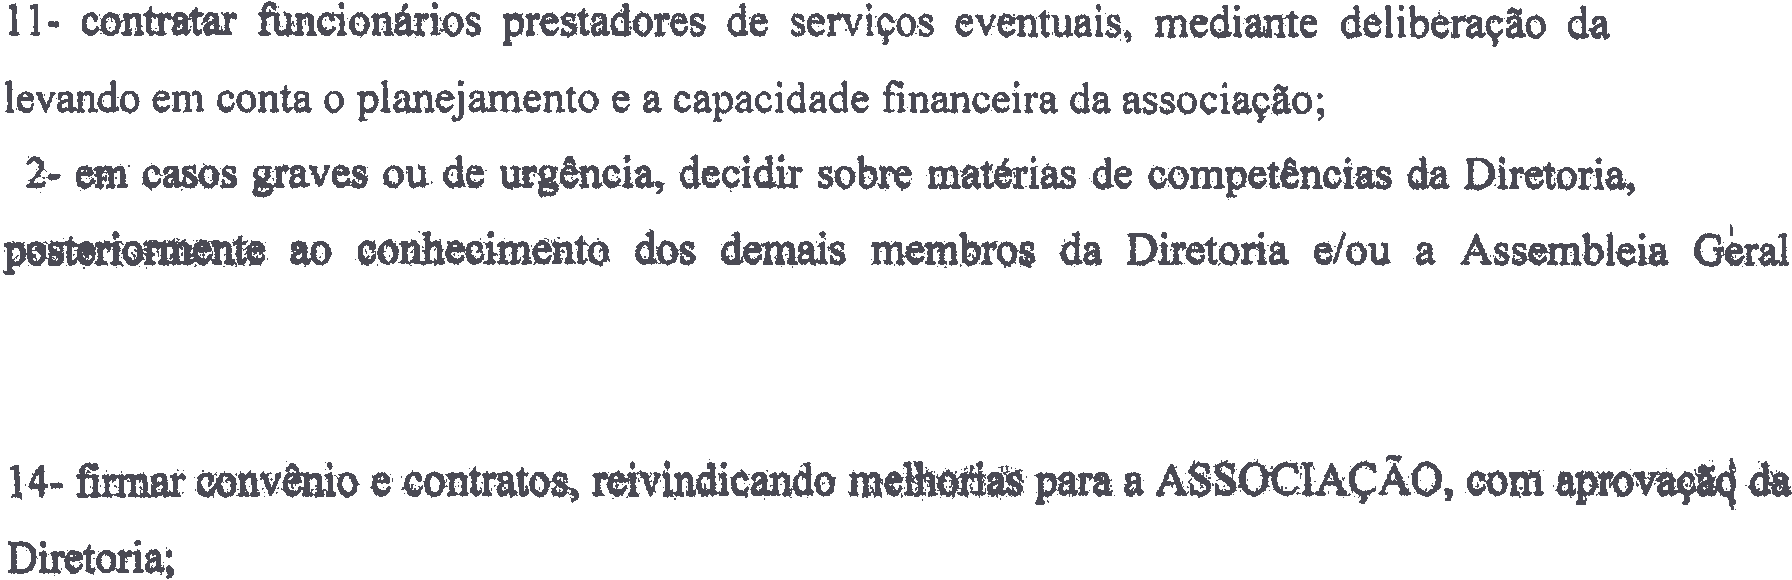 11- contratar funcionários prestadores de serviços eventuais, mediante deliberação da
levando em conta o planejamento e a capacidade financeira da associação;
2- em casos graves ou de urgência, decidir sobre matérias de competências da Diretoria,
posteriormente ao conhecimento dos demais membros da Diretoria e/ou a Assembleia Geral
14- firmar convênio e contratos, reivindicando melhorias para a ASSOCIAÇÃO, com aprovação da
Diretoria;